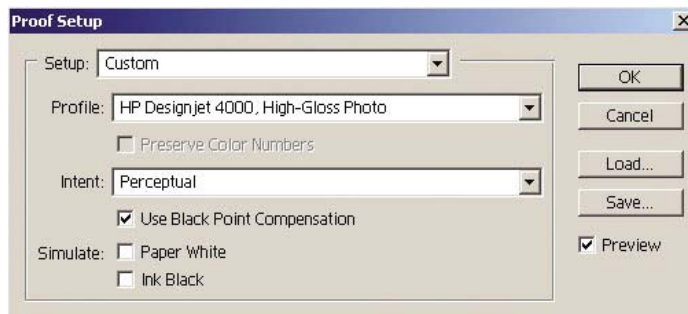 Proof Setup
Setup: Custom
OK
Profile: HP Designjet 4000, High-Gloss Photo
Cancel
Preserve Color Numbers
Load...
Intent: Perceptual
Save...
Use Black Point Compensation
Preview
Simulate: Paper White
Ink Black